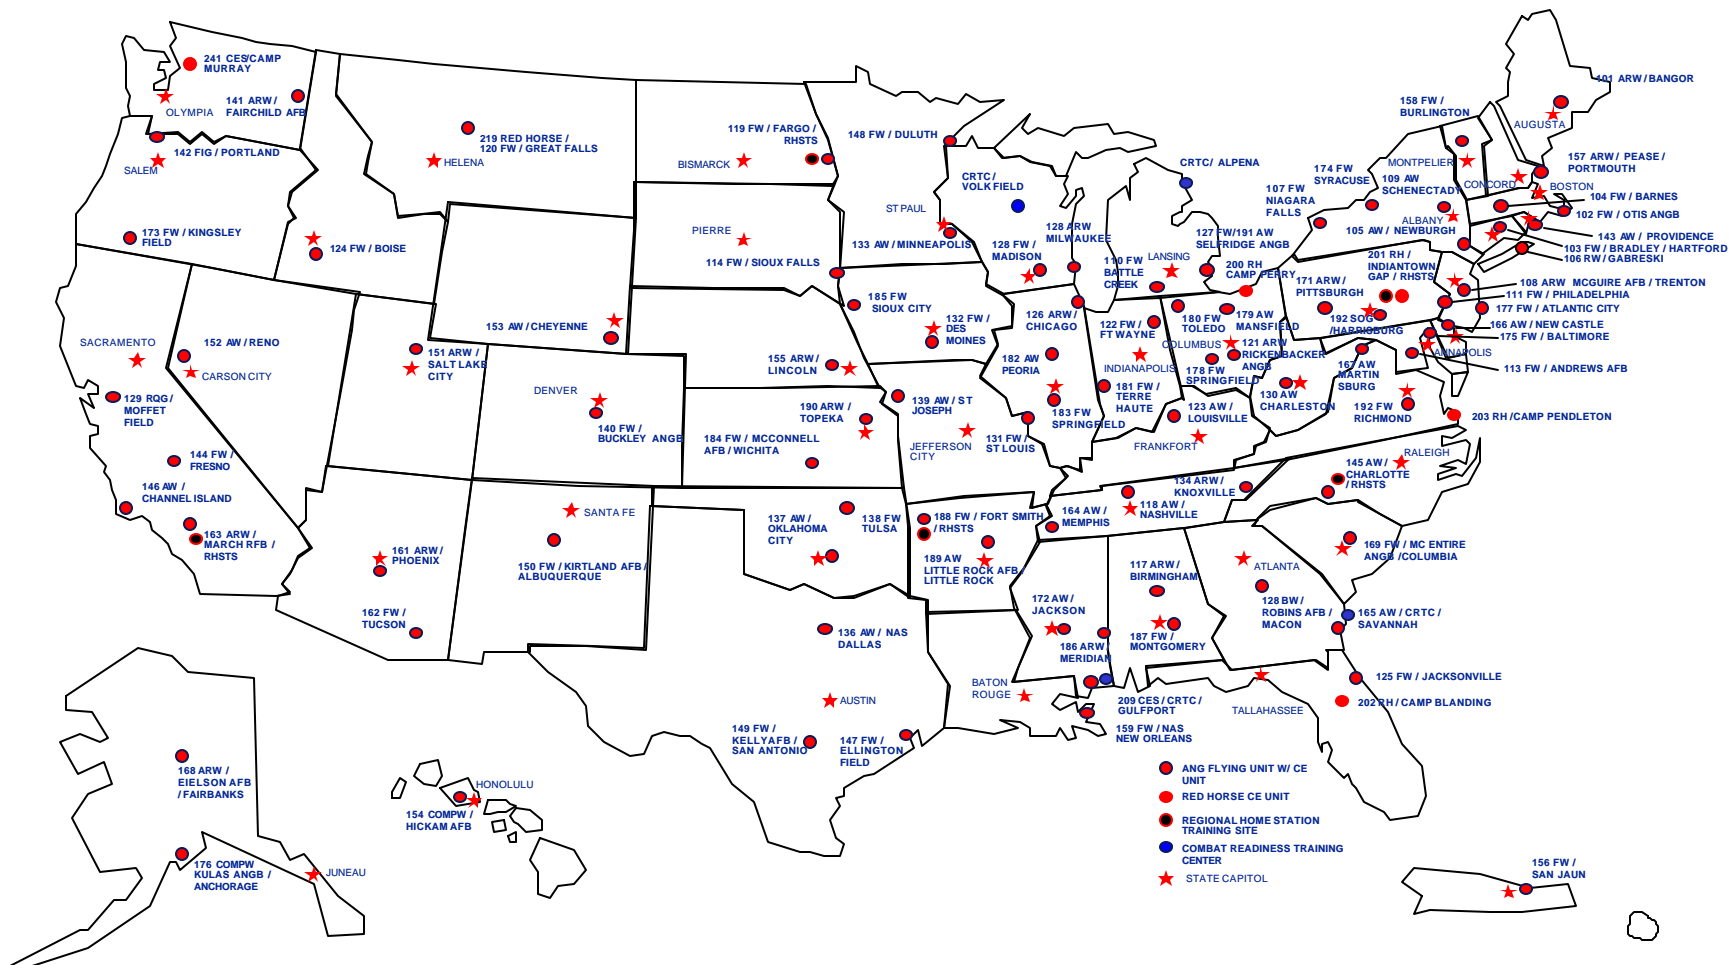 241 CES/CAMP
MURRAY
OLYMPIA
141 ARW /
FAIRCHILD AFB
142 FIG / PORTLAND
SALEM
173 FW / KINGSLEY
FIELD
124 FW / BOISE
219 RED HORSE /
120 FW / GREAT FALLS
HELENA
119 FW / FARGO /
RHSTS
BISMARCK
PIERRE
114 FW / SIOUX FALLS
148 FW / DULUTH
ST PAUL
133 AW / MINNEAPOLIS
CRTC /
VOLK FIELD
128 ARW
MILWAUKEE
128 FW /
MADISON
CRTC / ALPENA
110 FW
BATTLE
CREEK
LANSING
127 FW/191 AW
SELFRIDGE ANGB
200 RH
CAMP PERRY
107 FW
NIAGARA
FALLS
174 FW
SYRACUSE
109 AW
SCHENECTADY
ALBANY
105 AW / NEWBURGH
158 FW /
BURLINGTON
MONTPELIER
CONCORD
101 ARW / BANGOR
AUGUSTA
157 ARW / PEASE /
PORTMOUTH
BOSTON
104 FW / BARNES
102 FW / OTIS ANGB
143 AW / PROVIDENCE
103 FW / BRADLEY / HARTFORD
106 RW / GABRESKI
108 ARW MCGUIRE AFB / TRENTON
111 FW / PHILADELPHIA
177 FW / ATLANTIC CITY
166 AW / NEW CASTLE
175 FW / BALTIMORE
ANNAPOLIS
113 FW / ANDREWS AFB
201 RH /
INDIANTOWN
GAP / RHSTS
171 ARW /
PITTSBURGH
192 SOG
/HARRISBURG
167 AW
MARTIN
SBURG
192 FW
RICHMOND
203 RH / CAMP PENDLETON
130 AW
CHARLESTON
180 FW
TOLEDO
179 AW
MANSFIELD
COLUMBUS
121 ARW
RICKENBACKER
ANGB
178 FW
SPRINGFIELD
122 FW /
FT WAYNE
INDIANAPOLIS
181 FW /
TERRE
HAUTE
126 ARW /
CHICAGO
182 AW
PEORIA
183 FW
SPRINGFIELD
123 AW /
LOUISVILLE
FRANKFORT
185 FW
SIOUX CITY
132 FW /
DES
MOINES
155 ARW /
LINCOLN
153 AW / CHEYENNE
151 ARW /
SALT LAKE
CITY
SACRAMENTO
152 AW / RENO
CARSON CITY
129 RQG /
MOFFET
FIELD
144 FW /
FRESNO
146 AW /
CHANNEL ISLAND
163 ARW /
MARCH RFB /
RHSTS
DENVER
140 FW /
BUCKLEY ANGB
190 ARW /
TOPEKA
184 FW / MCCONNELL
AFB / WICHITA
139 AW / ST
JOSEPH
JEFFERSON
CITY
131 FW /
ST LOUIS
161 ARW /
PHOENIX
162 FW /
TUCSON
SANTA FE
150 FW / KIRTLAND AFB /
ALBUQUERQUE
137 AW /
OKLAHOMA
CITY
138 FW
TULSA
188 FW / FORT SMITH
/ RHSTS
189 AW
LITTLE ROCK AFB /
LITTLE ROCK
164 AW /
MEMPHIS
118 AW /
NASHVILLE
134 ARW /
KNOXVILLE
145 AW /
CHARLOTTE
/ RHSTS
RALEIGH
169 FW / MC ENTIRE
ANGB / COLUMBIA
ATLANTA
128 BW /
ROBINS AFB /
MACON
165 AW / CRTC /
SAVANNAH
117 ARW /
BIRMINGHAM
187 FW /
MONTGOMERY
172 AW /
JACKSON
186 ARW /
MERIDIAN
209 CES / CRTC /
GULFPORT
159 FW / NAS
NEW ORLEANS
BATON
ROUGE
136 AW / NAS
DALLAS
AUSTIN
149 FW /
KELLY AFB /
SAN ANTONIO
147 FW /
ELLINGTON
FIELD
TALLAHASSEE
125 FW / JACKSONVILLE
202 RH / CAMP BLANDING
168 ARW /
EIELSON AFB
/ FAIRBANKS
176 COMPW
KULAS ANGB /
ANCHORAGE
JUNEAU
HONOLULU
154 COMPW /
HICKAM AFB
ANG FLYING UNIT W/ CE
UNIT
RED HORSE CE UNIT
REGIONAL HOME STATION
TRAINING SITE
COMBAT READINESS TRAINING
CENTER
STATE CAPITOL
156 FW /
SAN JAUN